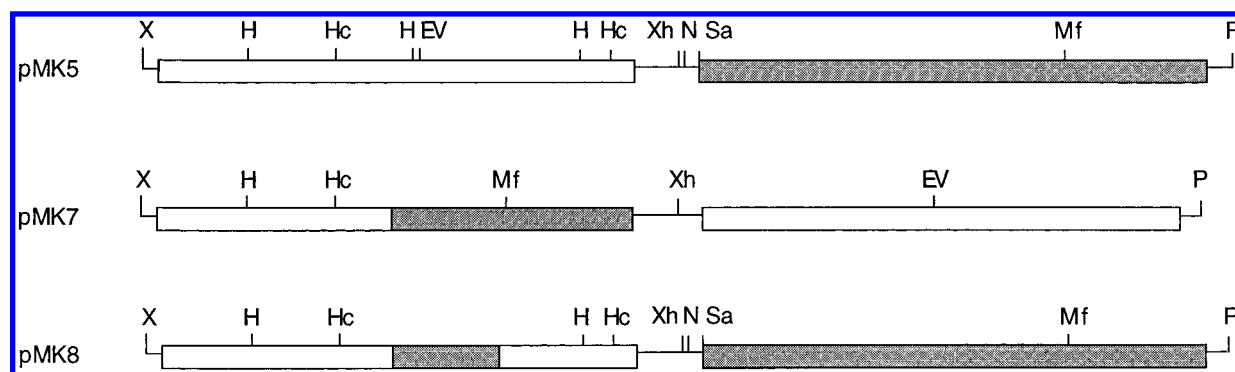 X H Hc H EV H Hc Xh N Sa Mf P
pMK5
X H Hc Mf Xh EV P
pMK7
X H Hc H Hc Xh N Sa Mf P
pMK8